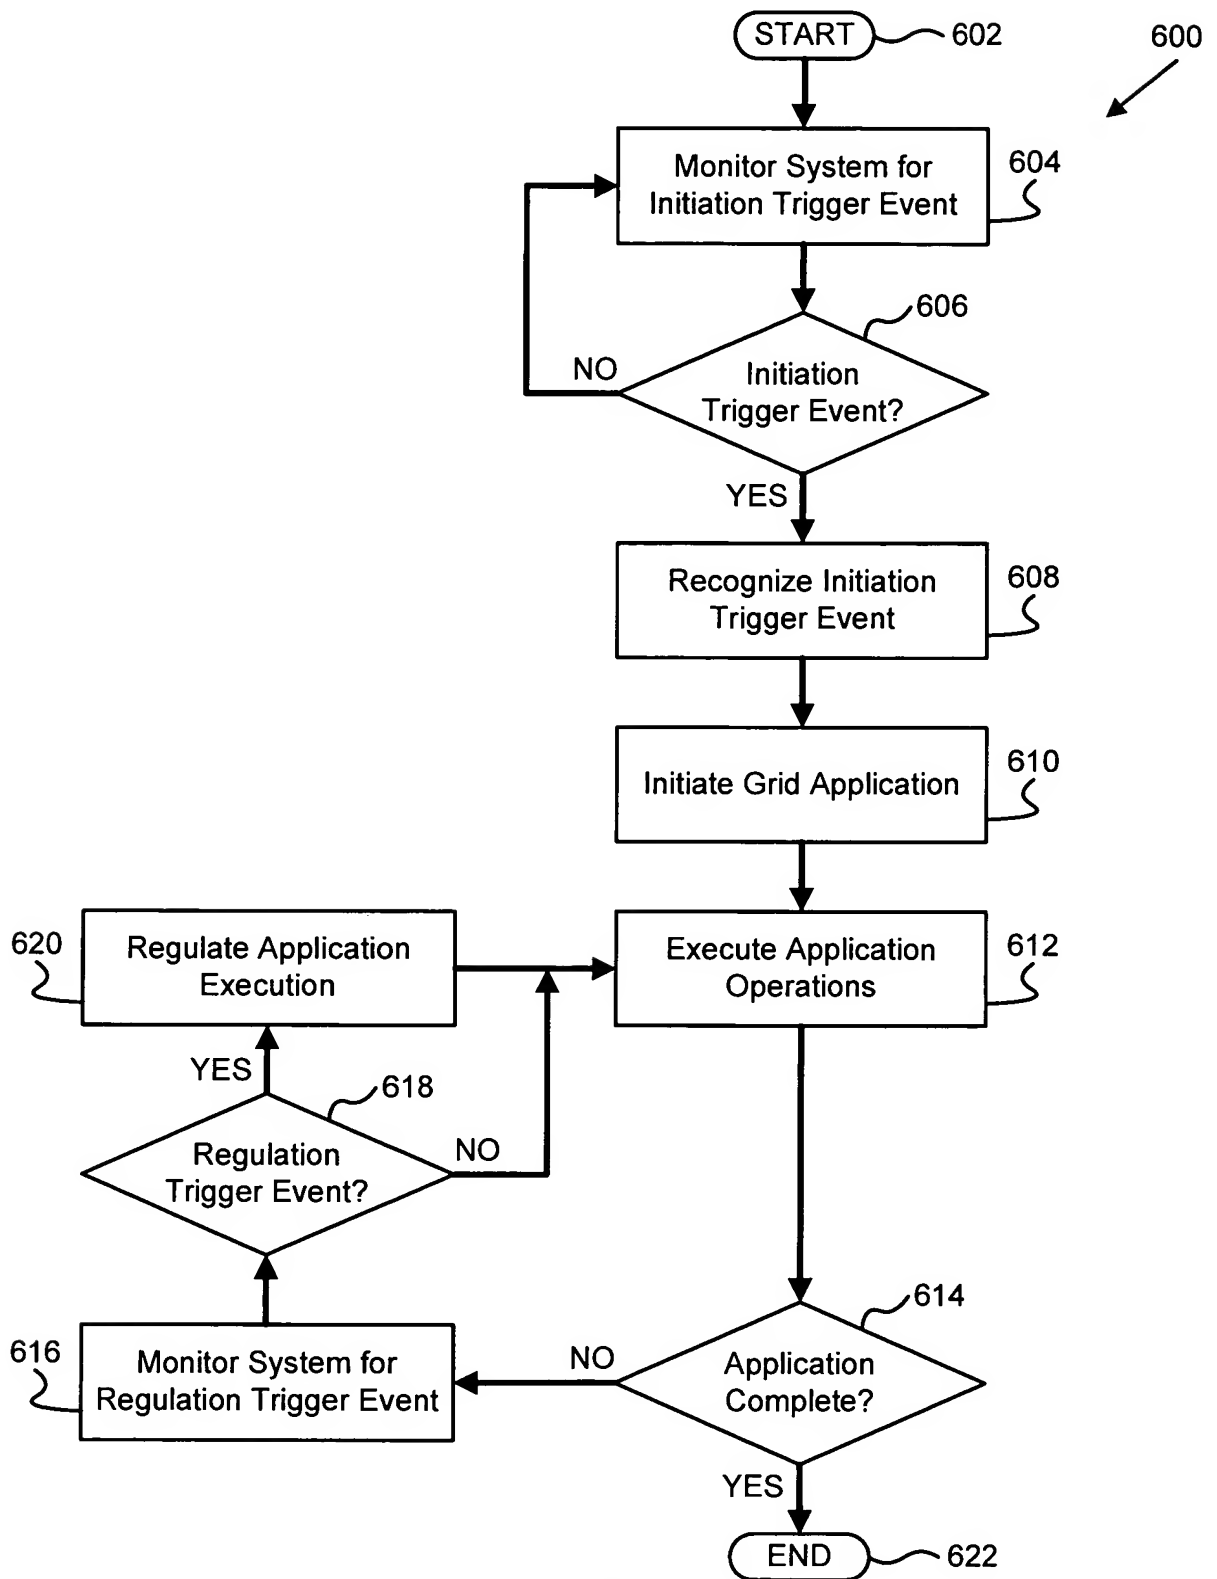 START
602
600
Monitor System for
Initiation Trigger Event
604
606
Initiation
Trigger Event?
NO
YES
Recognize Initiation
Trigger Event
608
Initiate Grid Application
610
Execute Application
Operations
612
620
Regulate Application
Execution
YES
618
Regulation
Trigger Event?
NO
616
Monitor System for
Regulation Trigger Event
NO
614
Application
Complete?
YES
END
622